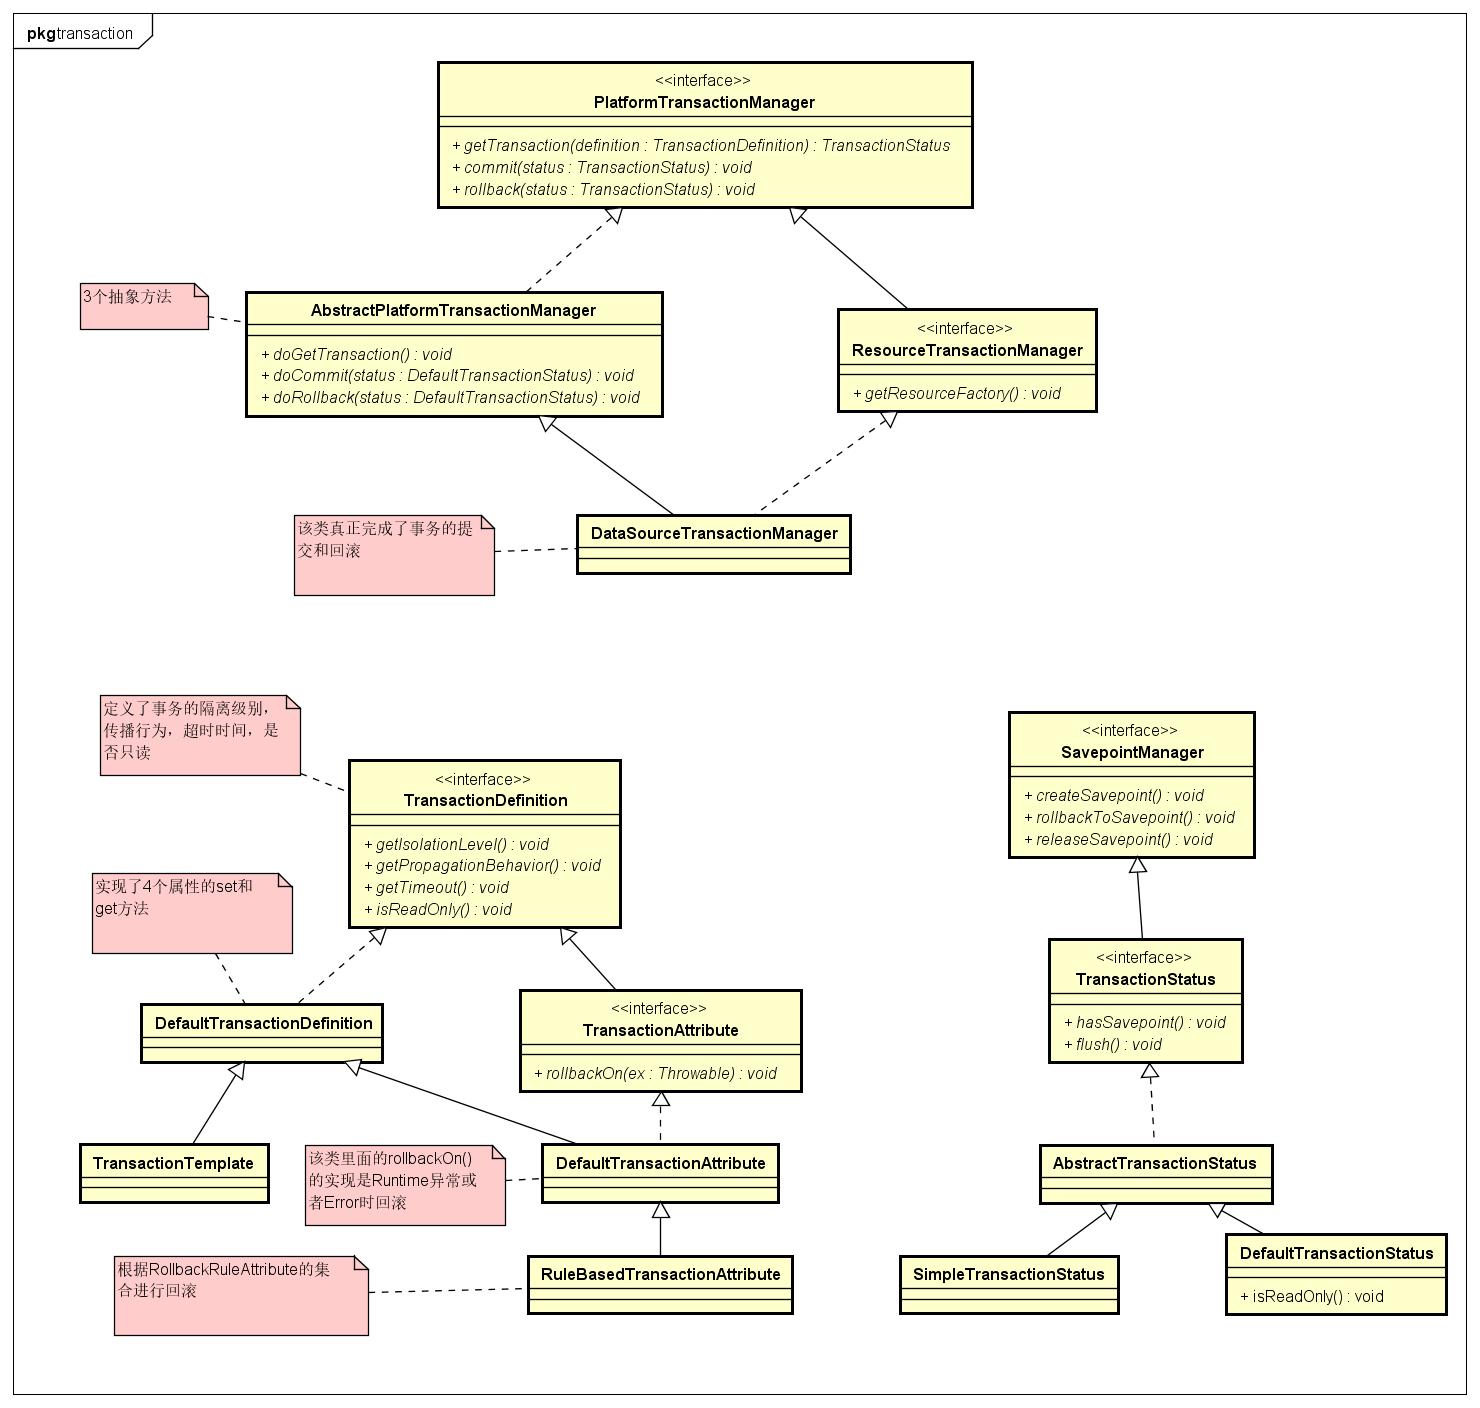 pkg transaction
<<interface>>
PlatformTransactionManager
+ getTransaction(definition : TransactionDefinition) : TransactionStatus
+ commit(status : TransactionStatus) : void
+ rollback(status : TransactionStatus) : void
3个抽象方法
AbstractPlatformTransactionManager
+ doGetTransaction() : void
+ doCommit(status : DefaultTransactionStatus) : void
+ doRollback(status : DefaultTransactionStatus) : void
<<interface>>
ResourceTransactionManager
+ getResourceFactory() : void
该类真正完成了事务的提
交和回滚
DataSourceTransactionManager
定义了事务的隔离级别，
传播行为，超时时间，是
否只读
<<interface>>
TransactionDefinition
+ getIsolationLevel() : void
+ getPropagationBehavior() : void
+ getTimeout() : void
+ isReadOnly() : void
<<interface>>
SavepointManager
+ createSavepoint() : void
+ rollbackToSavepoint() : void
+ releaseSavepoint() : void
实现了4个属性的set和
get方法
DefaultTransactionDefinition
<<interface>>
TransactionAttribute
+ rollbackOn(ex : Throwable) : void
<<interface>>
TransactionStatus
+ hasSavepoint() : void
+ flush() : void
TransactionTemplate
该类里面的rollbackOn()
的实现是Runtime异常或
者Error时回滚
DefaultTransactionAttribute
AbstractTransactionStatus
根据RollbackRuleAttribute的集
合进行回滚
RuleBasedTransactionAttribute
SimpleTransactionStatus
DefaultTransactionStatus
+ isReadOnly() : void